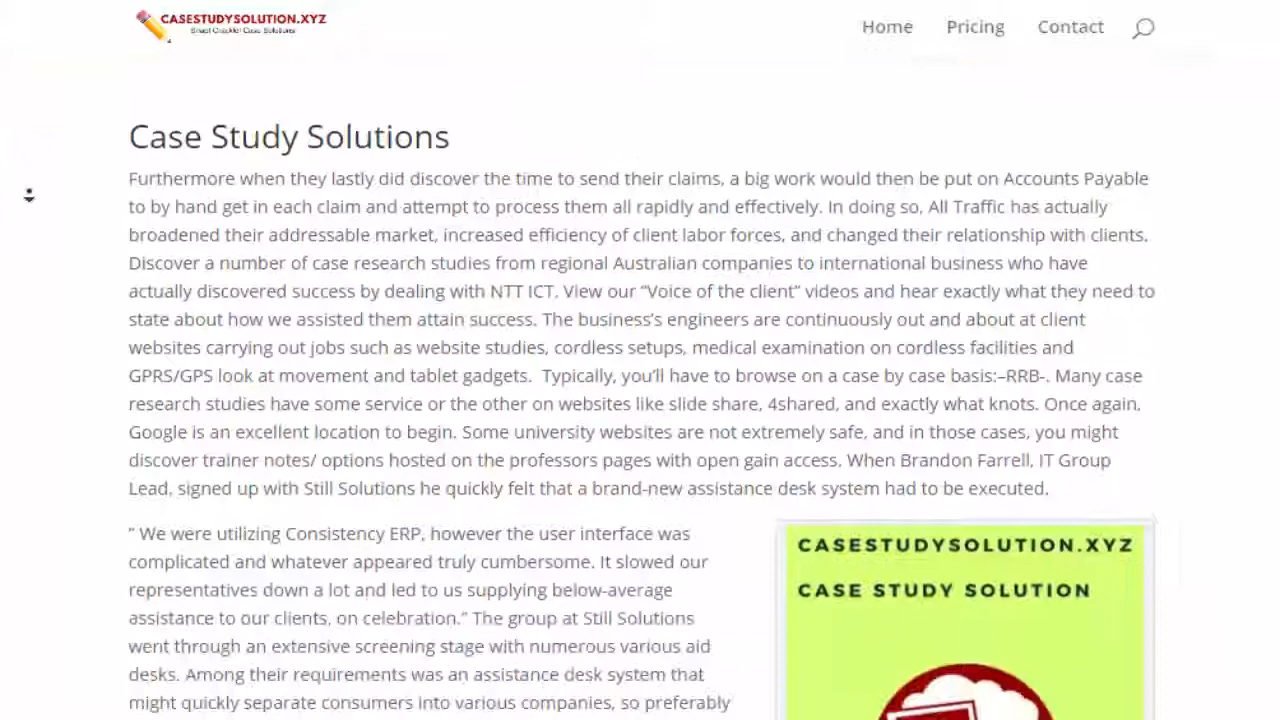 CASESTUDYSOLUTION.XYZ
Smart Crackter Case Solutions
Home Pricing Contact
Case Study Solutions
Furthermore when they lastly did discover the time to send their claims, a big work would then be put on Accounts Payable
to by hand get in each claim and attempt to process them all rapidly and effectively. In doing so, All Traffic has actually
broadened their addressable market, increased efficiency of client labor forces, and changed their relationship with clients.
Discover a number of case research studies from regional Australian companies to international business who have
actually discovered success by dealing with NTT ICT. View our “Voice of the client” videos and hear exactly what they need to
state about how we assisted them attain success. The business’s engineers are continuously out and about at client
websites carrying out jobs such as website studies, cordless setups, medical examination on cordless facilities and
GPRS/GPS look at movement and tablet gadgets.  Typically, you’ll have to browse on a case by case basis:–RRB-. Many case
research studies have some service or the other on websites like slide share, 4shared, and exactly what knots. Once again,
Google is an excellent location to begin. Some university websites are not extremely safe, and in those cases, you might
discover trainer notes/ options hosted on the professors pages with open gain access. When Brandon Farrell, IT Group
Lead, signed up with Still Solutions he quickly felt that a brand-new assistance desk system had to be executed.
” We were utilizing Consistency ERP, however the user interface was
complicated and whatever appeared truly cumbersome. It slowed our
representatives down a lot and led to us supplying below-average
assistance to our clients, on celebration.” The group at Still Solutions
went through an extensive screening stage with numerous various aid
desks. Among their requirements was an assistance desk system that
might quickly separate consumers into various companies, so preferably
CASESTUDYSOLUTION.XYZ
CASE STUDY SOLUTION